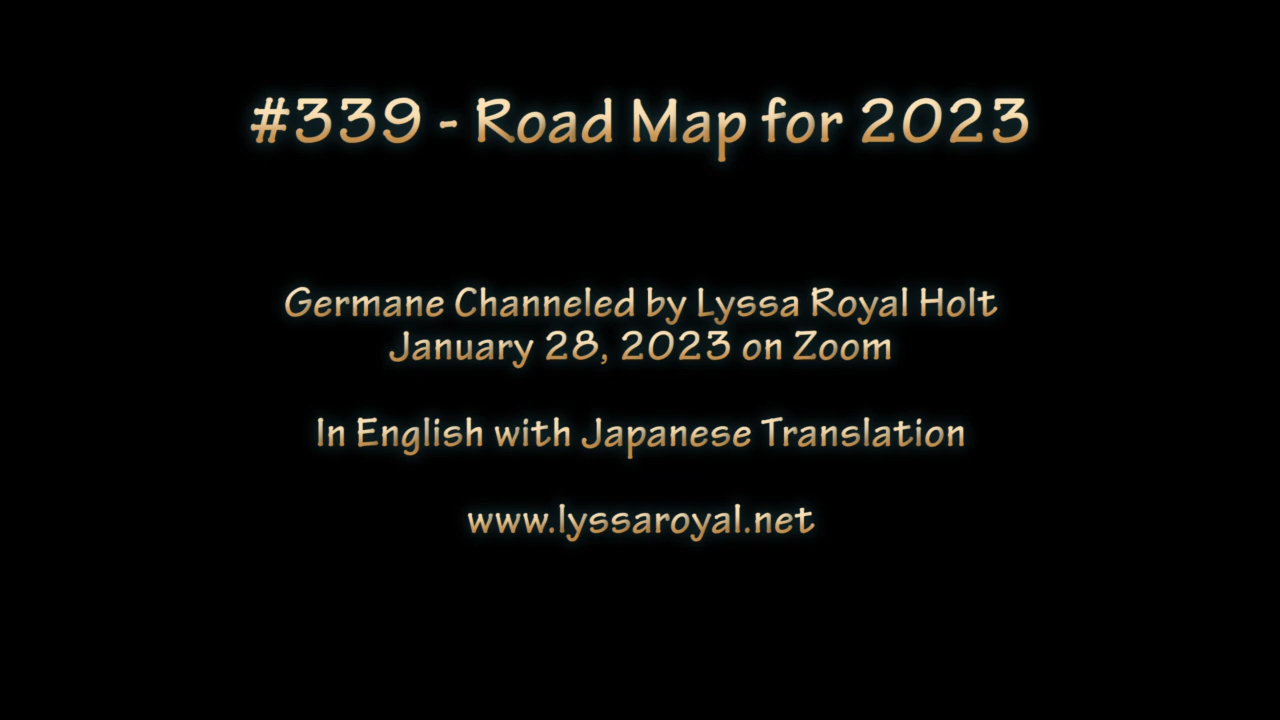 #339 - Road Map for 2023
Germane Channeled by Lyssa Royal Holt
January 28, 2023 on Zoom
In English with Japanese Translation
www.lyssaroyal.net